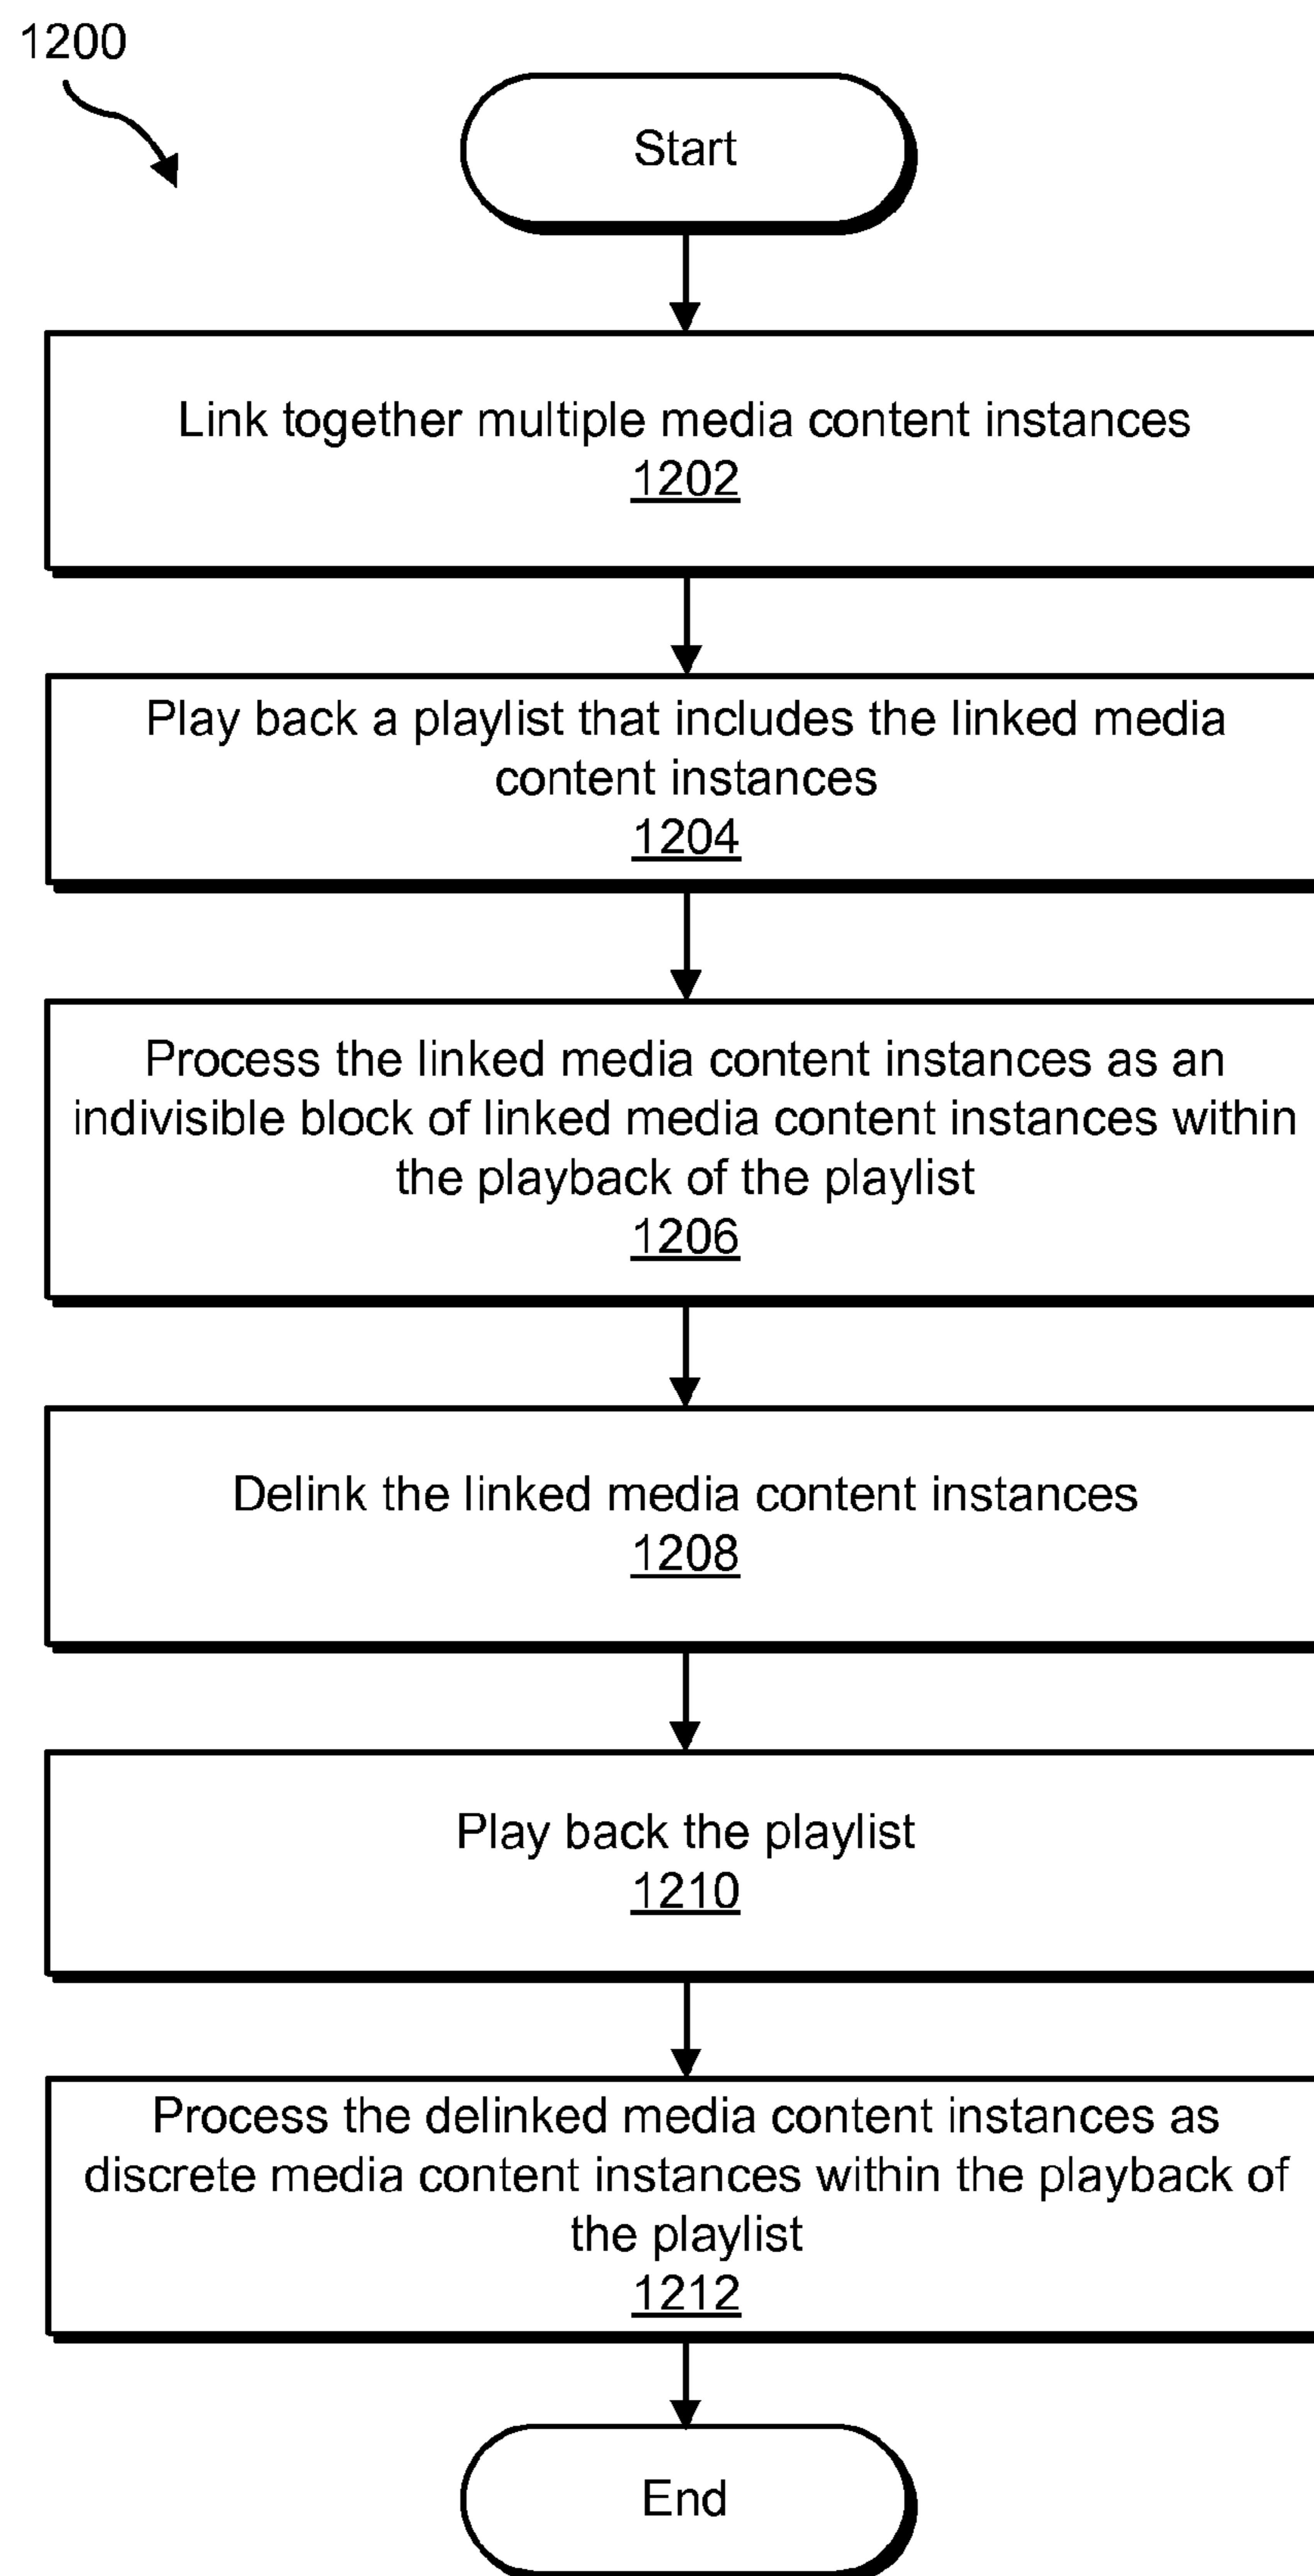 1200
Start
Link together multiple media content instances
1202
Play back a playlist that includes the linked media
content instances
1204
Process the linked media content instances as an
indivisible block of linked media content instances within
the playback of the playlist
1206
Delink the linked media content instances
1208
Play back the playlist
1210
Process the delinked media content instances as
discrete media content instances within the playback of
the playlist
1212
End